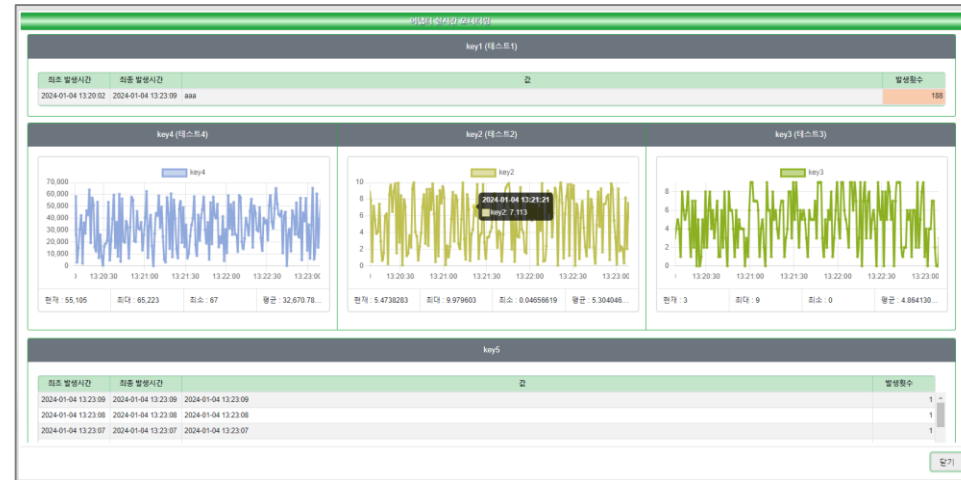 key1 (테스트1)
최초 발생시간 최종 발생시간 값 발생횟수
2024-01-04 13:20:02 2024-01-04 13:23:09 aaa 188
key4 (테스트4) key2 (테스트2) key3 (테스트3)
key4
70,000
60,000
50,000
40,000
30,000
20,000
10,000
0
13:20:30 13:21:00 13:21:30 13:22:00 13:22:30 13:23:00
현재 : 55,105 최대 : 65,223 최소 : 67 평균 : 32,670.78...
key2
10
8
6
4
2
0
2024-01-04 13:21:21
key2: 7.113
13:20:30 13:21:00 13:21:30 13:22:00 13:22:30 13:23:00
현재 : 5.4738283 최대 : 9.979603 최소 : 0.04656619 평균 : 5.304046...
key3
8
6
4
2
0
13:20:30 13:21:00 13:21:30 13:22:00 13:22:30 13:23:00
현재 : 3 최대 : 9 최소 : 0 평균 : 4.864130...
key5
최초 발생시간 최종 발생시간 값 발생횟수
2024-01-04 13:23:09 2024-01-04 13:23:09 2024-01-04 13:23:09 1
2024-01-04 13:23:08 2024-01-04 13:23:08 2024-01-04 13:23:08 1
2024-01-04 13:23:07 2024-01-04 13:23:07 2024-01-04 13:23:07 1
닫기